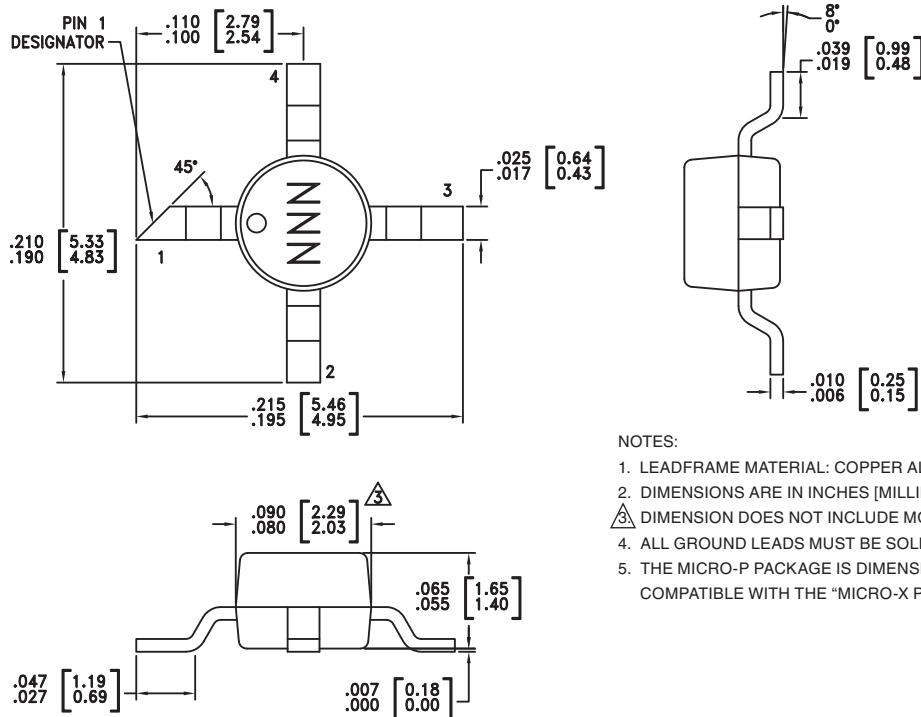 PIN 1
DESIGNATOR
.110 [2.79]
.100 [2.54]
4
45°
NNN
3
1
2
.025 [0.64]
.017 [0.43]
.210 [5.33]
.190 [4.83]
.215 [5.46]
.195 [4.95]
8°
0°
.039 [0.99]
.019 [0.48]
.010 [0.25]
.006 [0.15]
.090 [2.29]
.080 [2.03]
3
.065 [1.65]
.055 [1.40]
.047 [1.19]
.027 [0.69]
.007 [0.18]
.000 [0.00]
NOTES:
1. LEADFRAME MATERIAL: COPPER
2. DIMENSIONS ARE IN INCHES
3. DIMENSION DOES NOT INCLUDE
4. ALL GROUND LEADS MUST BE
5. THE MICRO-P PACKAGE IS
COMPATIBLE WITH THE "MICRO-X